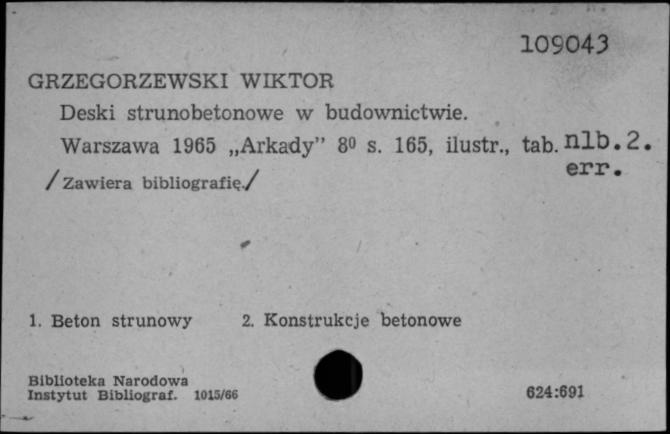 109043
GRZEGORZEWSKI WIKTOR
Deski strunobetonowe w budownictwie.
Warszawa 1965 „Arkady” 8⁰ s. 165, ilustr., tab. nlb.2.
err.
/Zawiera bibliografię./
1. Beton strunowy 2. Konstrukcje betonowe
Biblioteka Narodowa
Instytut Bibliograf. 1015/66
624:691